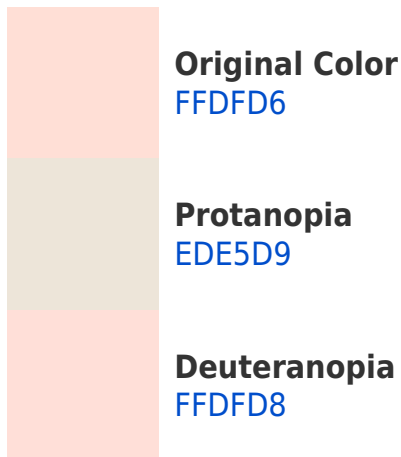 Original Color
FFDFD6
Protanopia
EDE5D9
Deuteranopia
FFDFD8